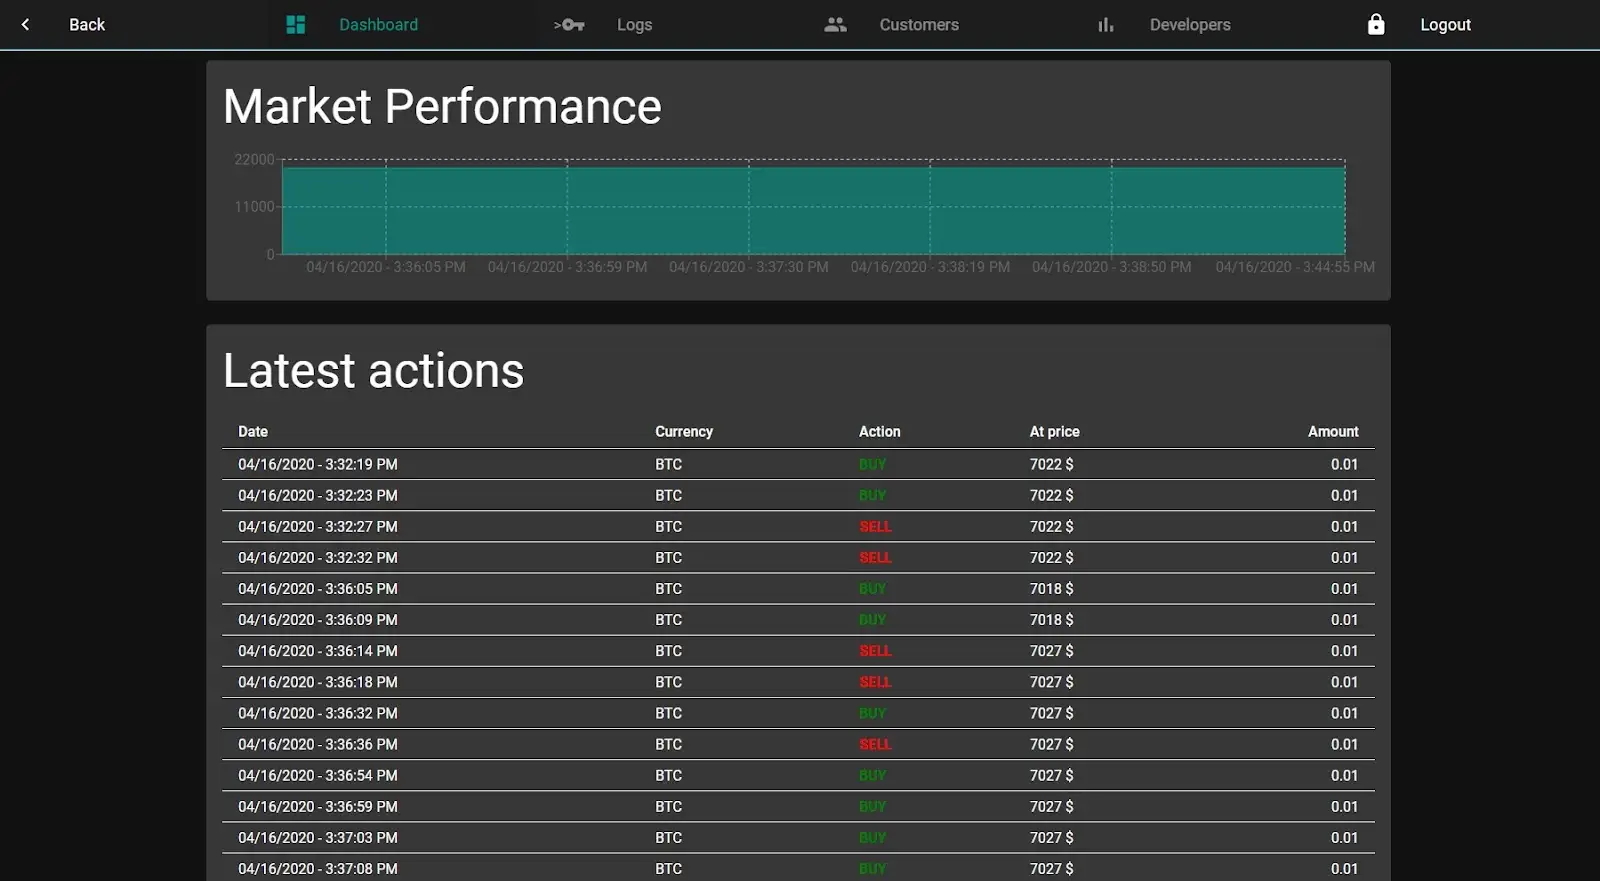 Back Dashboard >Logs Customers Developers Logout
Market Performance
22000
11000
0
04/16/2020 - 3:36:05 PM 04/16/2020 - 3:36:59 PM 04/16/2020 - 3:37:30 PM 04/16/2020 - 3:38:19 PM 04/16/2020 - 3:38:50 PM 04/16/2020 - 3:44:55 PM
Latest actions
Date Currency Action At price Amount
04/16/2020 - 3:32:19 PM BTC BUY 7022 $ 0.01
04/16/2020 - 3:32:23 PM BTC BUY 7022 $ 0.01
04/16/2020 - 3:32:27 PM BTC SELL 7022 $ 0.01
04/16/2020 - 3:32:32 PM BTC SELL 7022 $ 0.01
04/16/2020 - 3:36:05 PM BTC BUY 7018 $ 0.01
04/16/2020 - 3:36:09 PM BTC BUY 7018 $ 0.01
04/16/2020 - 3:36:14 PM BTC SELL 7027 $ 0.01
04/16/2020 - 3:36:18 PM BTC SELL 7027 $ 0.01
04/16/2020 - 3:36:32 PM BTC BUY 7027 $ 0.01
04/16/2020 - 3:36:36 PM BTC SELL 7027 $ 0.01
04/16/2020 - 3:36:54 PM BTC BUY 7027 $ 0.01
04/16/2020 - 3:36:59 PM BTC BUY 7027 $ 0.01
04/16/2020 - 3:37:03 PM BTC BUY 7027 $ 0.01
04/16/2020 - 3:37:08 PM BTC BUY 7027 $ 0.01